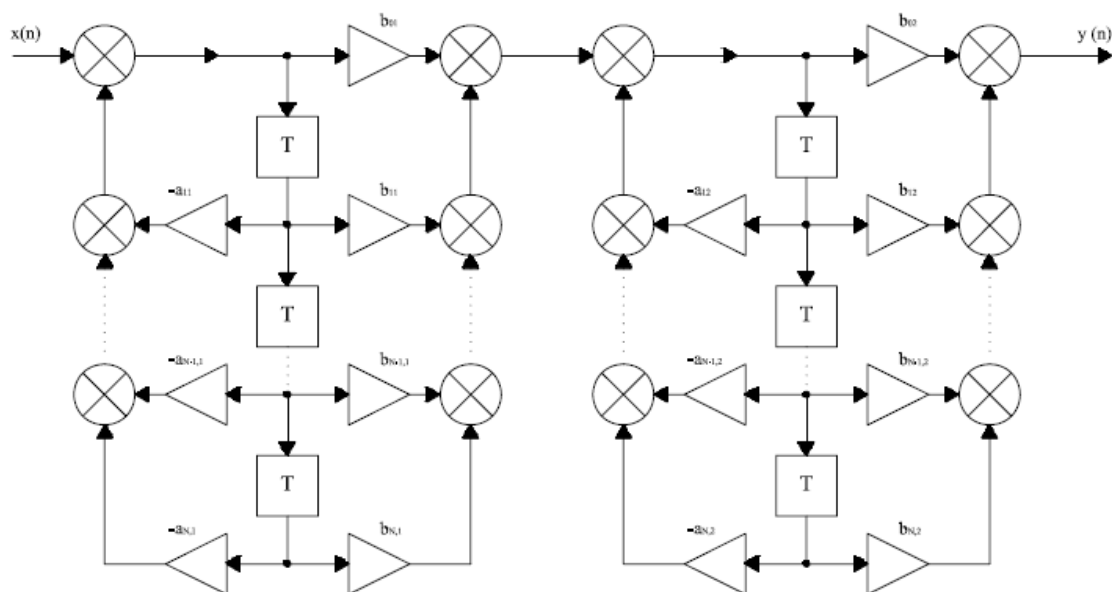 x(n) b01 b02 y (n)
T T
-a11 b11 -a12 b12
T T
-aN-1,1 bN-1,1 -aN-1,2 bN-1,2
T T
-aN,1 bN,1 -aN,2 bN,2